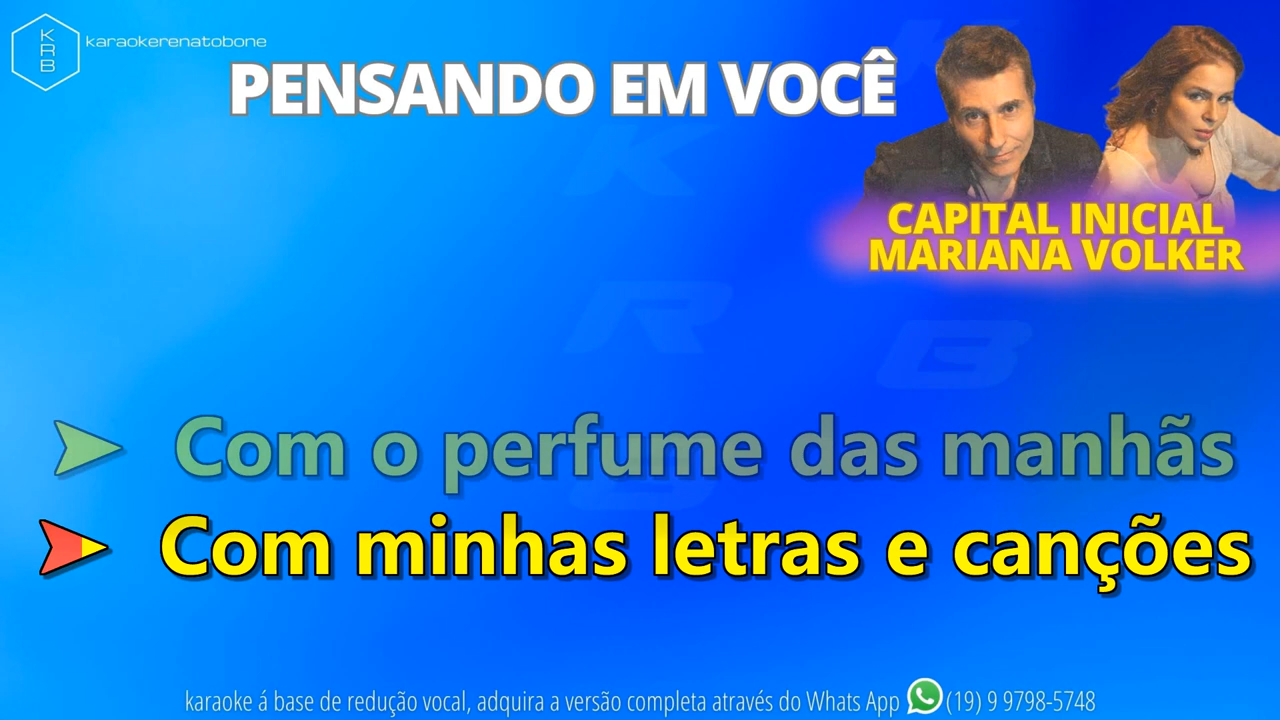 KRB
karaokerenatobone
PENSANDO EM VOCÊ
CAPITAL INICIAL
MARIANA VOLKER
K
K
R
B
Com o perfume das manhãs
Com minhas letras e canções
karaoke á base de redução vocal, adquira a versão completa através do Whats App (19) 9 9798-5748